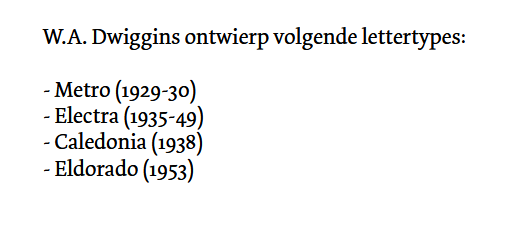 W.A. Dwiggins ontwierp volgende lettertypes:
- Metro (1929-30)
- Electra (1935-49)
- Caledonia (1938)
- Eldorado (1953)